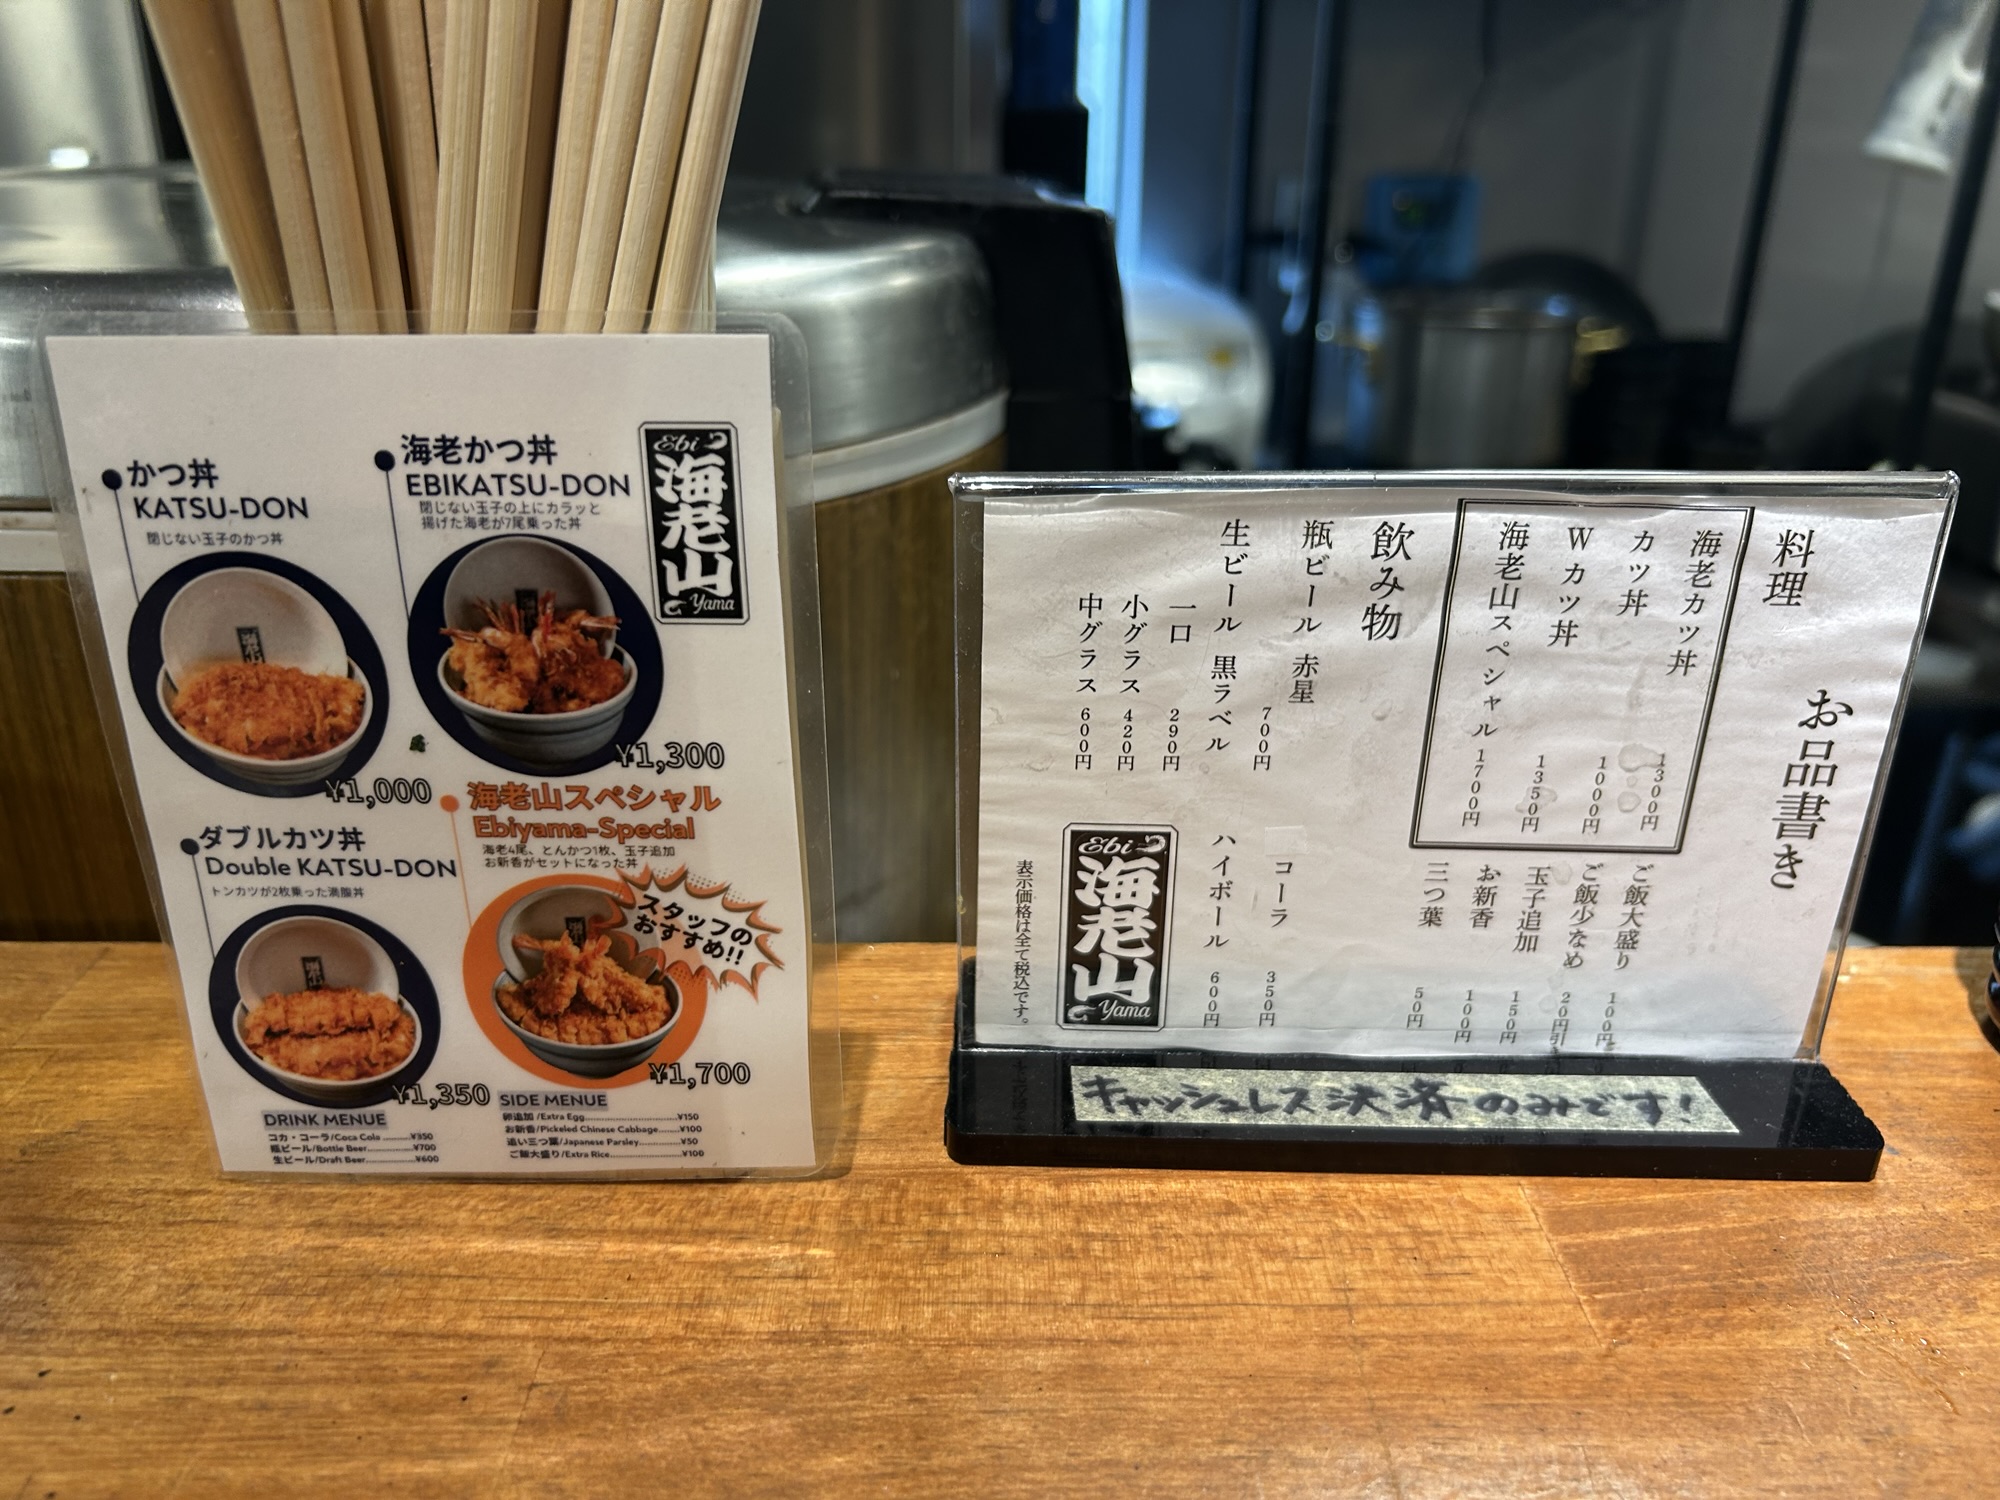 かつ丼
KATSU-DON
閉じない玉子のかつ丼
¥1,000
海老かつ丼
EBIKATSU-DON
閉じない玉子の上にカラッと
揚げた海老が7尾乗った丼
¥1,300
Ebi
海老山
Yama
ダブルカツ丼
Double KATSU-DON
トンカツが2枚乗った満腹丼
¥1,350
海老山スペシャル
Ebiyama-Special
海老4尾、とんかつ1枚、玉子追加
お新香がセットになった丼
スタッフの
おすすめ!!
¥1,700
DRINK MENUE
コカ・コーラ/Coca Cola ..........¥350
瓶ビール/Bottle Beer..............¥700
生ビール/Draft Beer................¥600
SIDE MENUE
卵追加 /Extra Egg........................¥150
お新香/Pickeled Chinese Cabbage.......¥100
追い三つ葉/Japanese Parsley............¥50
ご飯大盛り/Extra Rice...................¥100
お品書き
料理
海老カツ丼 1300円
カツ丼 1000円
Wカツ丼 1350円
海老山スペシャル 1700円
ご飯大盛り 100円
ご飯少なめ 20円引き
玉子追加 150円
お新香 100円
三つ葉 50円
飲み物
瓶ビール 赤星 700円
生ビール 黒ラベル
一口 290円
小グラス 420円
中グラス 600円
コーラ 350円
ハイボール 600円
Ebi
海老山
Yama
表示価格は全て税込です。
キャッシュレス決済のみです!